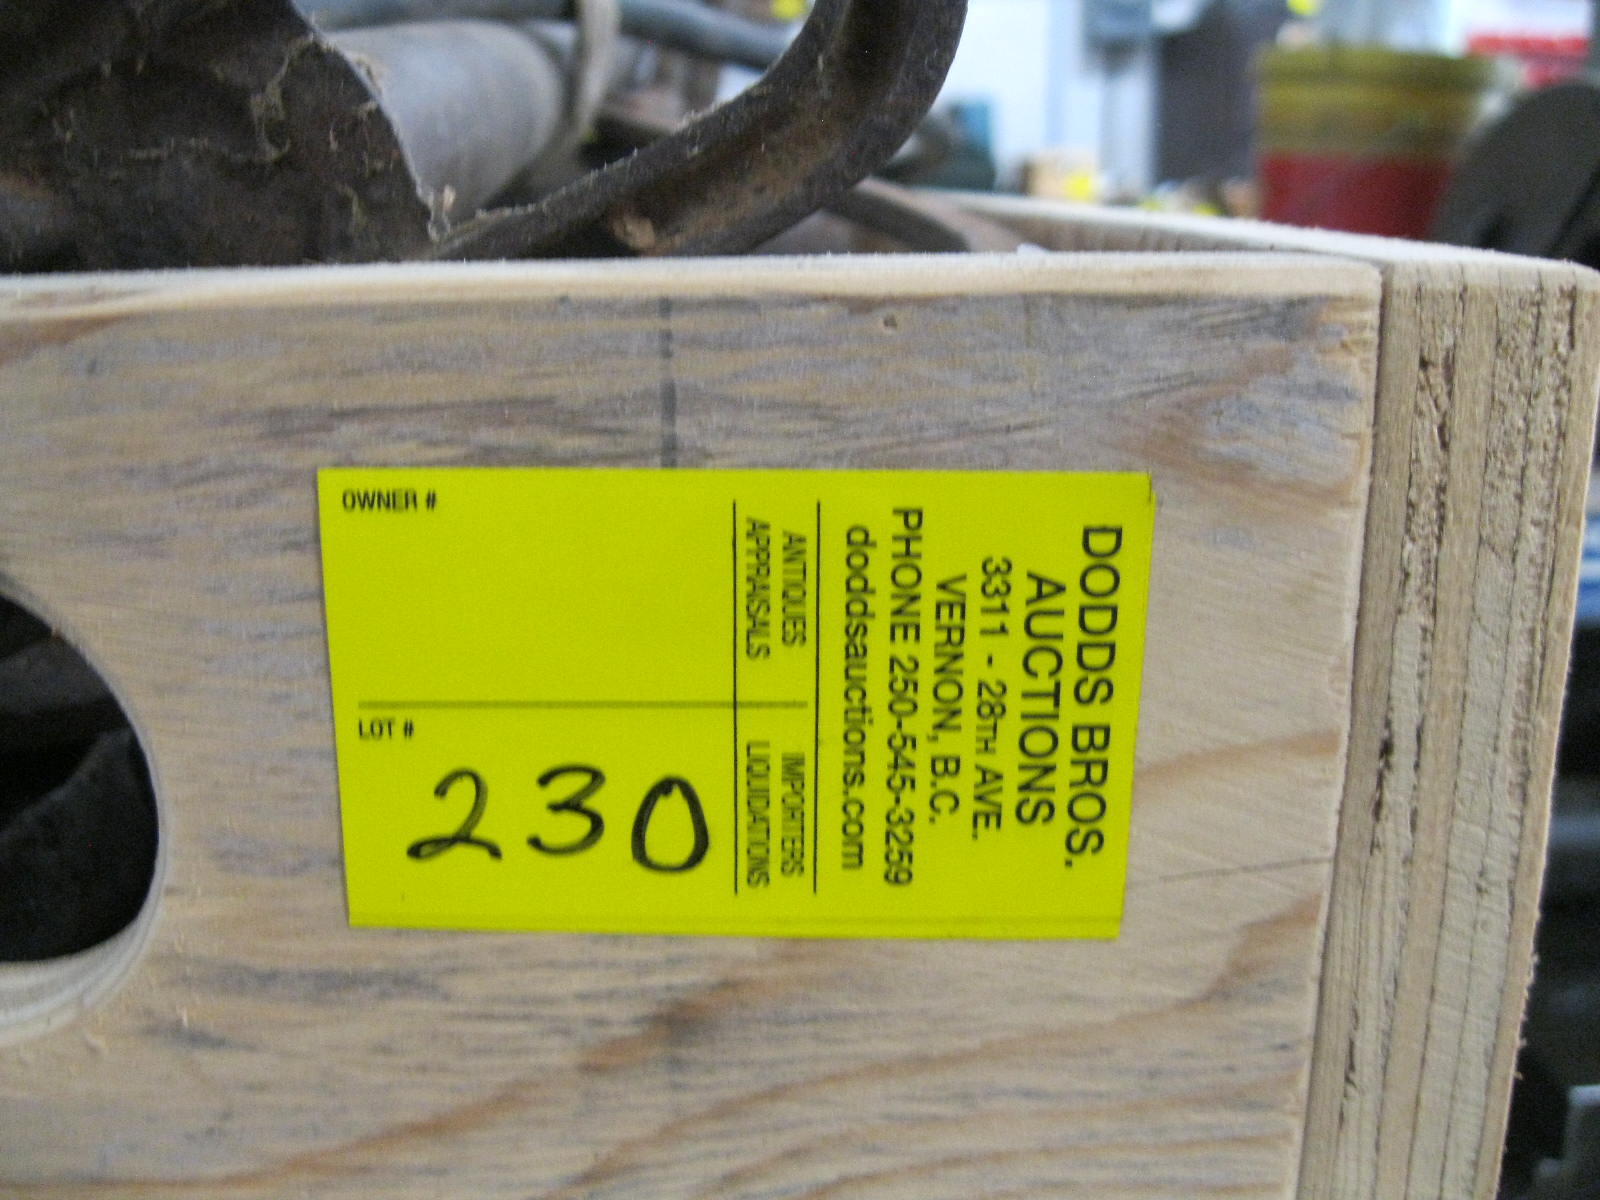 DODDS BROS.
AUCTIONS
3311 - 28TH AVE.
VERNON, B.C.
PHONE 250-545-3259
doddsauctions.com
ANTIQUES
APPRAISALS
IMPORTERS
LIQUIDATIONS
OWNER #
LOT #
230